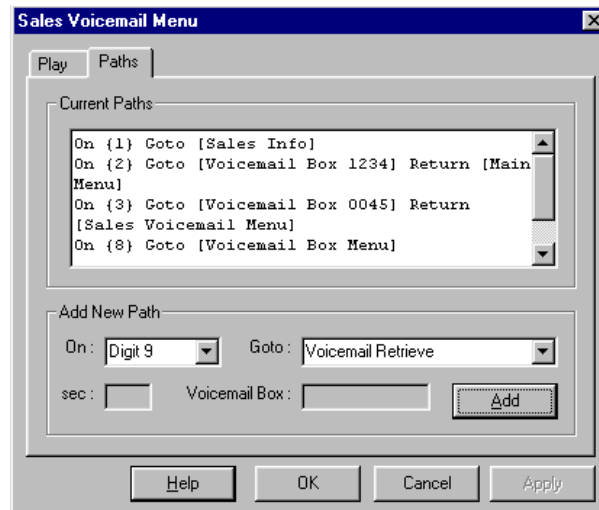 Sales Voicemail Menu
Play Paths
Current Paths
On {1} Goto [Sales Info]
On {2} Goto [Voicemail Box 1234] Return [Main
Menu]
On {3} Goto [Voicemail Box 0045] Return
[Sales Voicemail Menu]
On {8} Goto [Voicemail Box Menu]
Add New Path
On : Digit 9 Goto : Voicemail Retrieve
sec : Voicemail Box : Add
Help OK Cancel Apply